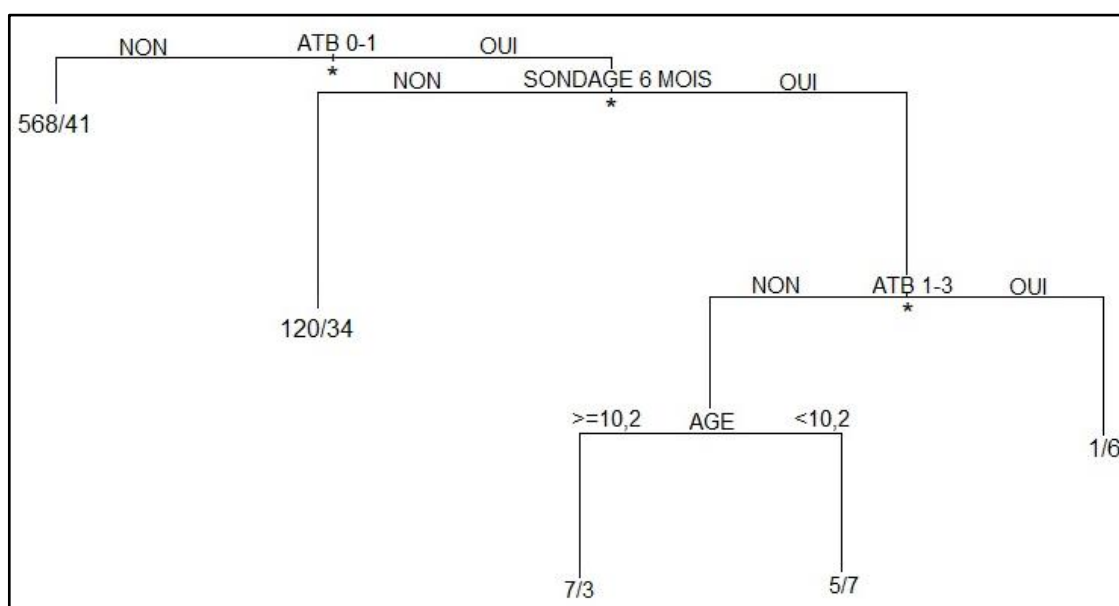 NON ATB 0-1 OUI
*
NON SONDAGE 6 MOIS OUI
*
568/41
NON ATB 1-3 OUI
*
120/34
>=10,2 AGE <10,2
1/6
7/3 5/7